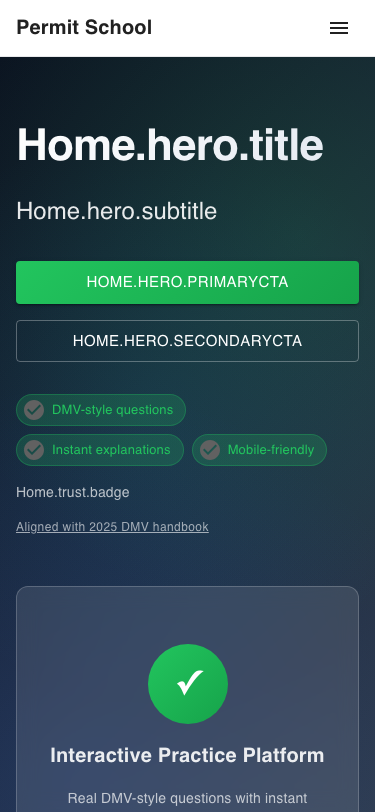 Permit School
Home.hero.title
Home.hero.subtitle
HOME.HERO.PRIMARYCTA
HOME.HERO.SECONDARYCTA
DMV-style questions
Instant explanations
Mobile-friendly
Home.trust.badge
Aligned with 2025 DMV handbook
Interactive Practice Platform
Real DMV-style questions with instant